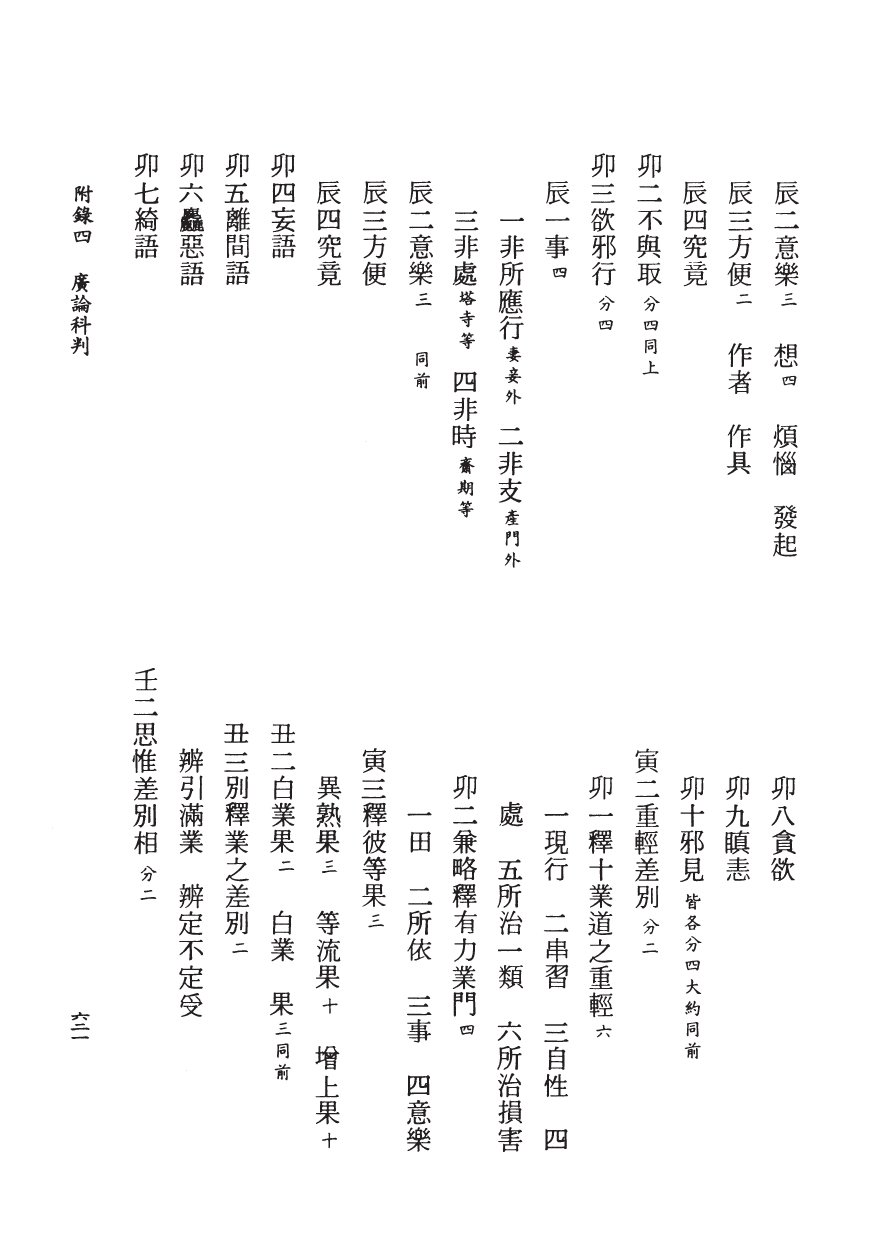 辰二意樂三　想四　煩惱　發起
辰三方便二　作者　作具
辰四究竟
卯二不與取分四同上
卯三欲邪行分四
辰一事四
一非所應行妻妾外　二非支產門外
三非處塔寺等　四非時齋期等
辰二意樂三　同前
辰三方便
辰四究竟
卯四妄語
卯五離間語
卯六麤惡語
卯七綺語
卯八貪欲
卯九瞋恚
卯十邪見皆各分四大約同前
寅二重輕差別分二
卯一釋十業道之重輕六
一現行　二串習　三自性　四
處　五所治一類　六所治損害
卯二兼略釋有力業門四
一田　二所依　三事　四意樂
寅三釋彼等果三
異熟果三　等流果十　增上果十
丑二白業果二　白業　果三同前
丑三別釋業之差別二
辨引滿業　辨定不定受
壬二思惟差別相分二
附錄四　廣論科判
六二一